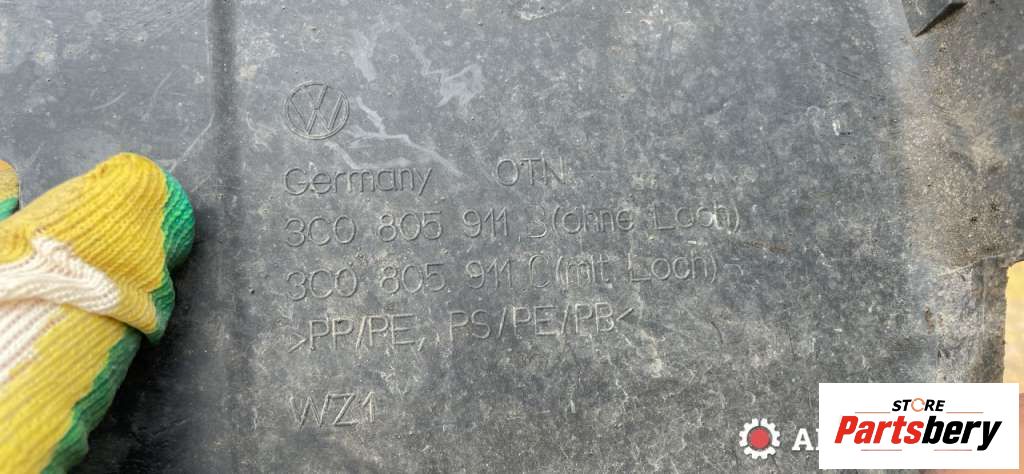 Germany OTN
3C0 805 911 B (ohne Loch)
3C0 805 911 C (mit Loch)
>PP/PE, PS/PE/PB<
WZ1
STORE
Partsbery